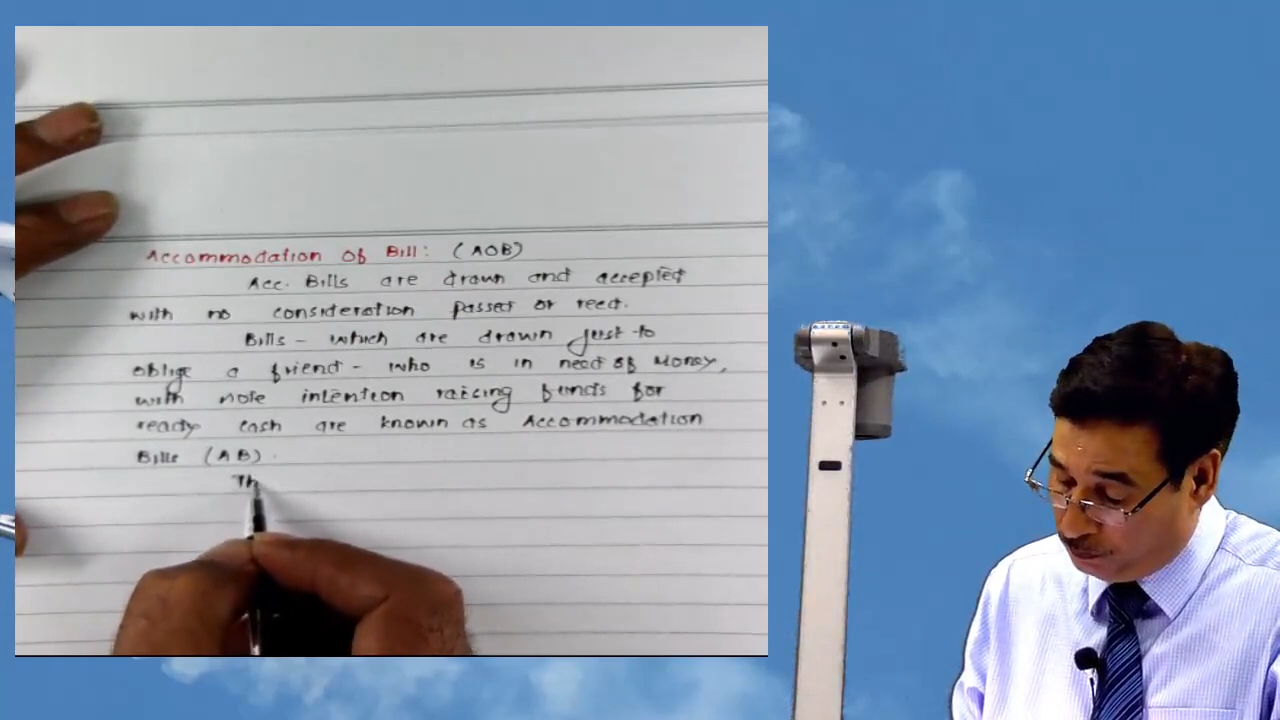 Accommodation of Bill: (AOB)
Acc. Bills are drawn and accepted
with no consideration passed or recd.
Bills - which are drawn just to
oblige a friend - who is in need of Money,
with note intention raising funds for
ready cash are known as Accommodation
Bills (AB).
Th